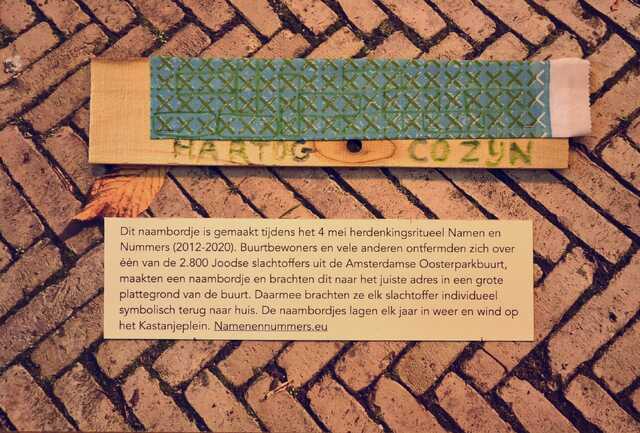 HARTOG COZIJN
Dit naambordje is gemaakt tijdens het 4 mei herdenkingsritueel Namen en
Nummers (2012-2020). Buurtbewoners en vele anderen ontfermden zich over
één van de 2.800 Joodse slachtoffers uit de Amsterdamse Oosterparkbuurt,
maakten een naambordje en brachten dit naar het juiste adres in een grote
plattegrond van de buurt. Daarmee brachten ze elk slachtoffer individueel
symbolisch terug naar huis. De naambordjes lagen elk jaar in weer en wind op
het Kastanjeplein. Namenennummers.eu